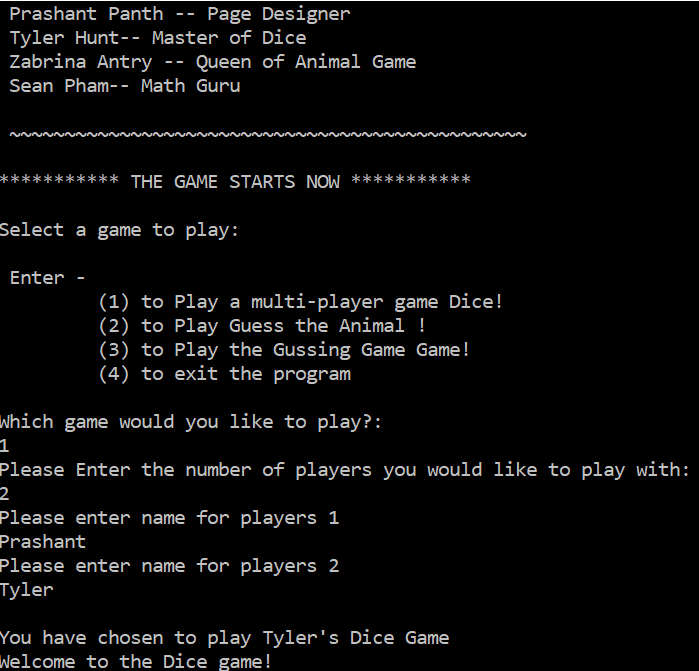 Prashant Panth -- Page Designer
Tyler Hunt-- Master of Dice
Zabrina Antry -- Queen of Animal Game
Sean Pham-- Math Guru
~~~~~~~~~~~~~~~~~~~~~~~~~~~~~~~~~~~~~~~~~~~~~~~
*********** THE GAME STARTS NOW ***********
Select a game to play:
Enter -
(1) to Play a multi-player game Dice!
(2) to Play Guess the Animal !
(3) to Play the Gussing Game Game!
(4) to exit the program
Which game would you like to play?:
1
Please Enter the number of players you would like to play with:
2
Please enter name for players 1
Prashant
Please enter name for players 2
Tyler
You have chosen to play Tyler's Dice Game
Welcome to the Dice game!